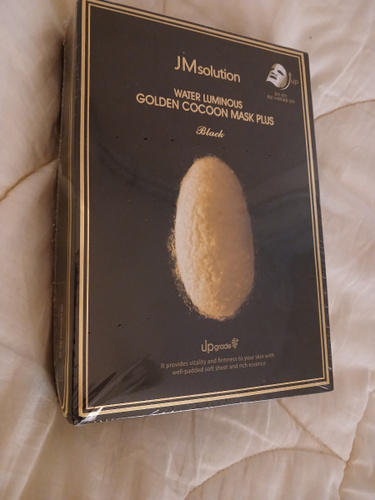 JMsolution
up
WATER LUMINOUS
GOLDEN COCOON MASK PLUS
Black
Upgrade
It provides vitality and firmness to your skin with
well-padded soft sheet and rich essence